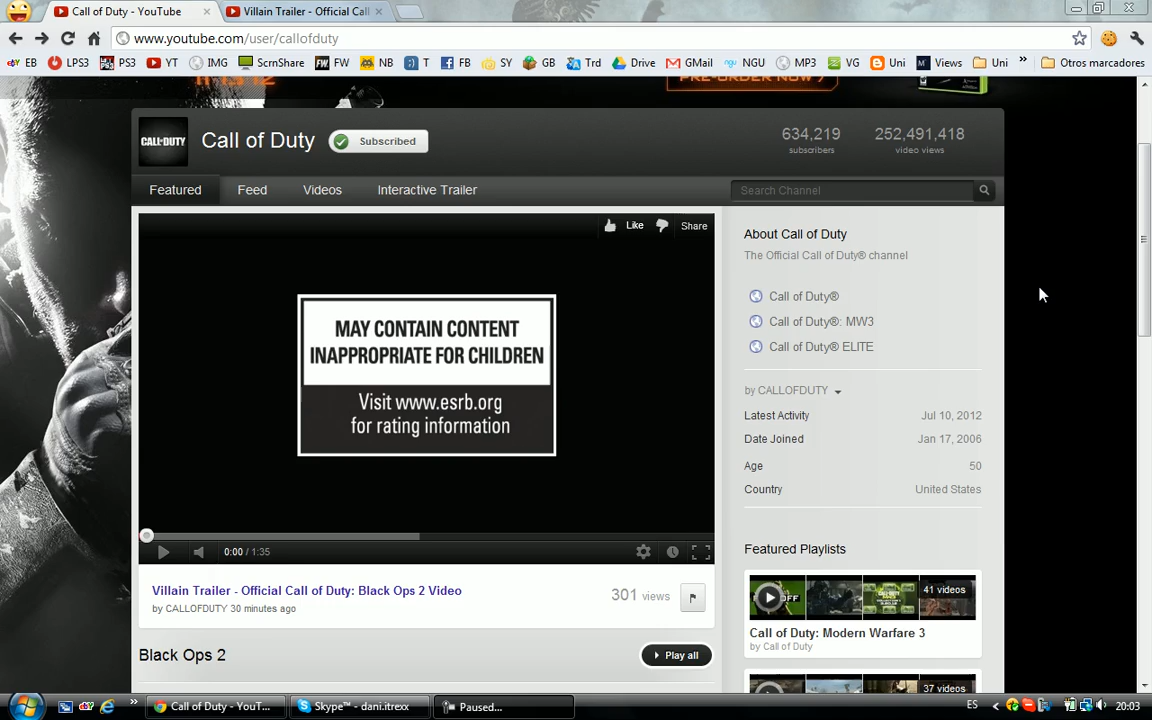 Call of Duty - YouTube
Villain Trailer - Official Call
www.youtube.com/user/callofduty
EB LPS3 PS3 YT IMG ScrnShare FW NB T FB SY GB Trd Drive GMail NGU MP3 VG Uni Views Uni » Otros marcadores
PRE-ORDER NOW
CALL·DUTY
Call of Duty
Subscribed
634,219
subscribers
252,491,418
video views
Featured Feed Videos Interactive Trailer
Search Channel
Like Share
MAY CONTAIN CONTENT
INAPPROPRIATE FOR CHILDREN
Visit www.esrb.org
for rating information
0:00 / 1:35
Villain Trailer - Official Call of Duty: Black Ops 2 Video
by CALLOFDUTY 30 minutes ago
301 views
Black Ops 2
Play all
About Call of Duty
The Official Call of Duty® channel
Call of Duty®
Call of Duty®: MW3
Call of Duty® ELITE
by CALLOFDUTY
Latest Activity Jul 10, 2012
Date Joined Jan 17, 2006
Age 50
Country United States
Featured Playlists
41 videos
Call of Duty: Modern Warfare 3
by Call of Duty
37 videos
Call of Duty - YouT...
Skype™ - dani.itrexx
Paused...
ES
20:03